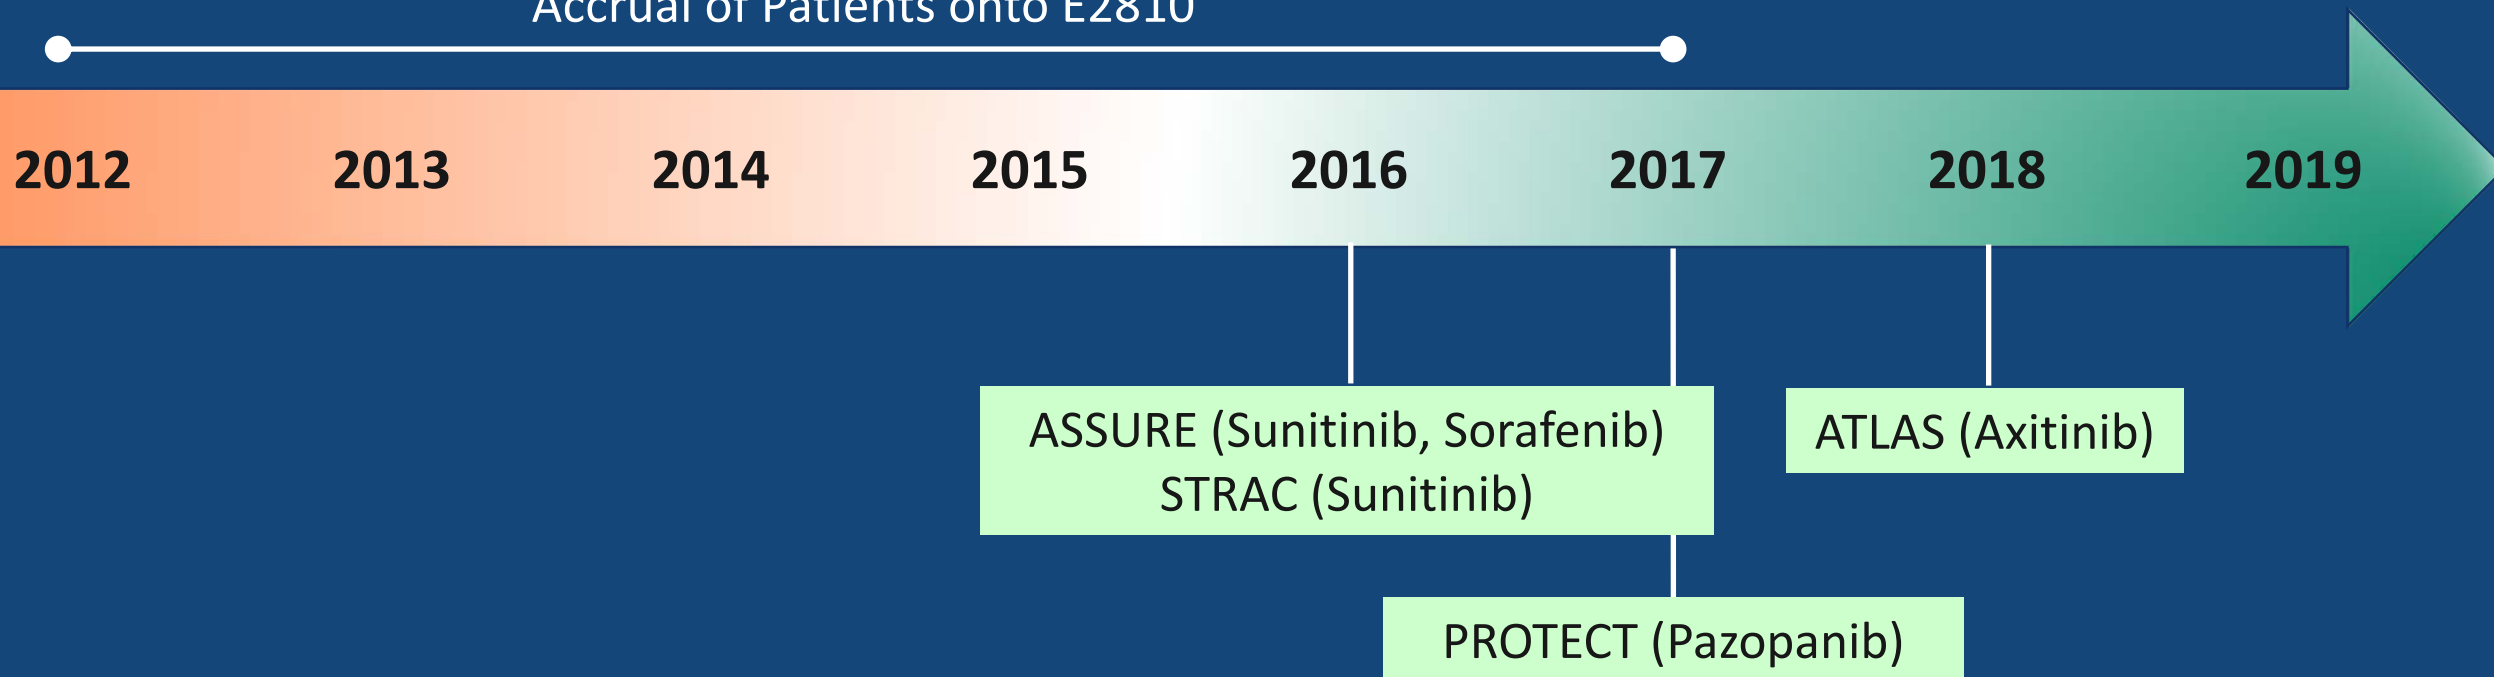 Accrual of Patients onto E2810
2012 2013 2014 2015 2016 2017 2018 2019
ASSURE (Sunitinib, Sorafenib)
STRAC (Sunitinib)
ATLAS (Axitinib)
PROTECT (Pazopanib)